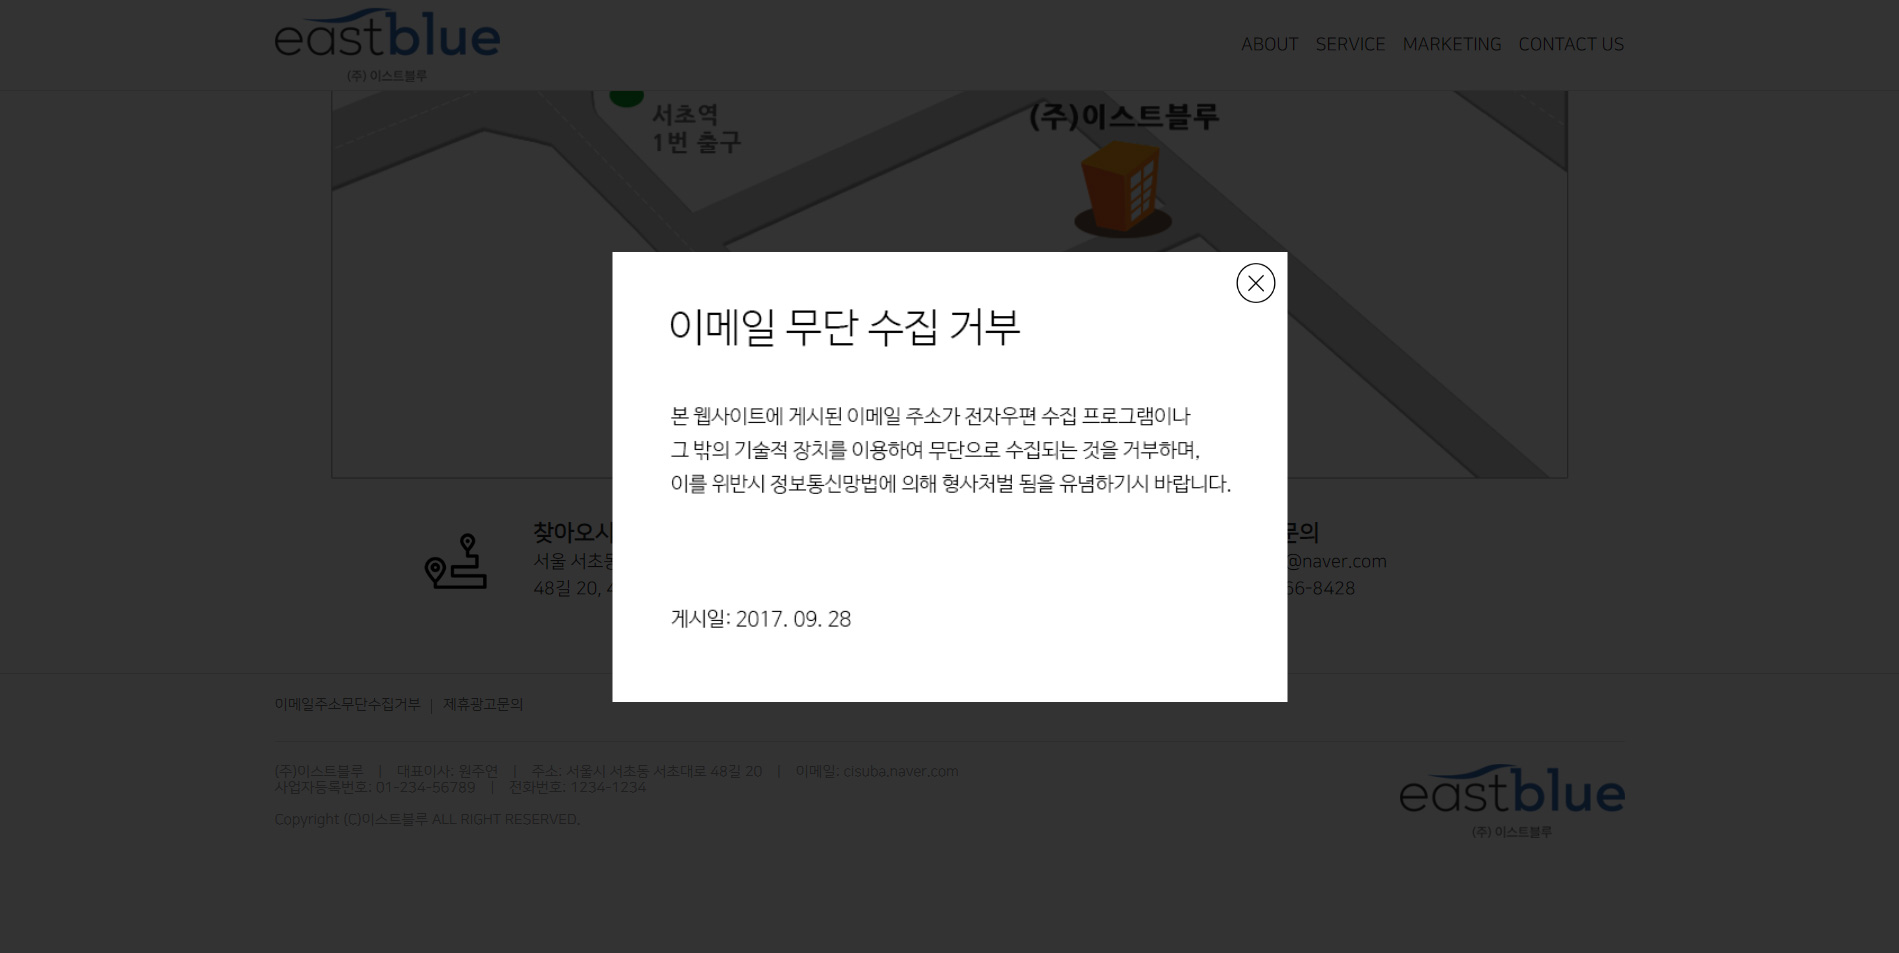 eastblue
(주) 이스트블루
ABOUT SERVICE MARKETING CONTACT US
서초역
1번 출구
(주)이스트블루
이메일 무단 수집 거부
본 웹사이트에 게시된 이메일 주소가 전자우편 수집 프로그램이나
그 밖의 기술적 장치를 이용하여 무단으로 수집되는 것을 거부하며,
이를 위반시 정보통신망법에 의해 형사처벌 됨을 유념하기시 바랍니다.
게시일: 2017. 09. 28
찾아오시
서울 서초동
48길 20,
문의
@naver.com
66-8428
이메일주소무단수집거부 | 제휴광고문의
(주)이스트블루 | 대표이사: 원주연 | 주소: 서울시 서초동 서초대로 48길 20 | 이메일: cisuba.naver.com
사업자등록번호: 01-234-56789 | 전화번호: 1234-1234
Copyright (C)이스트블루 ALL RIGHT RESERVED.
eastblue
(주) 이스트블루